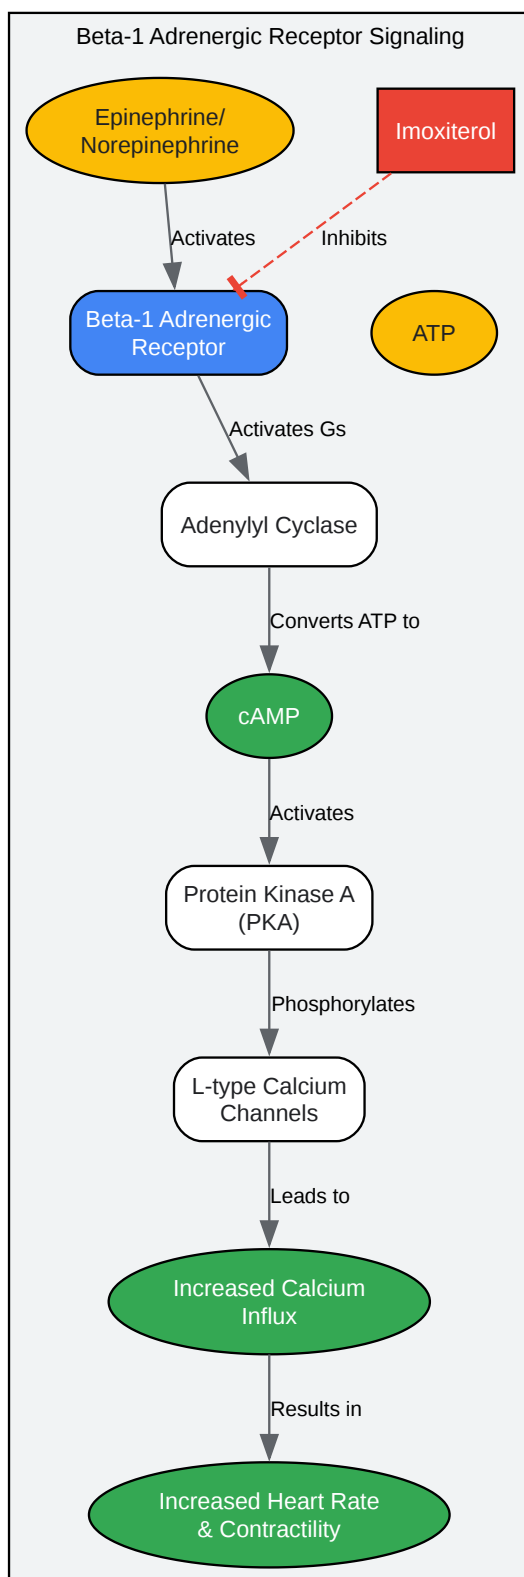 Beta-1 Adrenergic Receptor Signaling
Epinephrine/
Norepinephrine
Imoxiterol
Activates
Inhibits
Beta-1 Adrenergic
Receptor
ATP
Activates Gs
Adenylyl Cyclase
Converts ATP to
cAMP
Activates
Protein Kinase A
(PKA)
Phosphorylates
L-type Calcium
Channels
Leads to
Increased Calcium
Influx
Results in
Increased Heart Rate
& Contractility